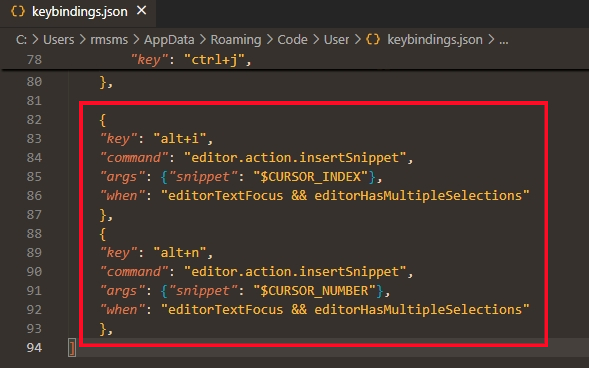 {} keybindings.json ×
C: > Users > rmsms > AppData > Roaming > Code > User > {} keybindings.json > ...
78 "key": "ctrl+j",
80 },
81
82 {
83 "key": "alt+i",
84 "command": "editor.action.insertSnippet",
85 "args": {"snippet": "$CURSOR_INDEX"},
86 "when": "editorTextFocus && editorHasMultipleSelections"
87 },
88 {
89 "key": "alt+n",
90 "command": "editor.action.insertSnippet",
91 "args": {"snippet": "$CURSOR_NUMBER"},
92 "when": "editorTextFocus && editorHasMultipleSelections"
93 },
94 ]